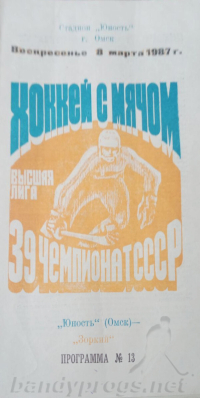 Стадион „Юность"
г. Омск
Воскресенье 8 марта 1987 г.
ХОККЕЙ С МЯЧОМ
ВЫСШАЯ
ЛИГА
39 ЧЕМПИОНАТ СССР
„Юность" (Омск)—
„Зоркий"
ПРОГРАММА № 13
bandyprogs.net